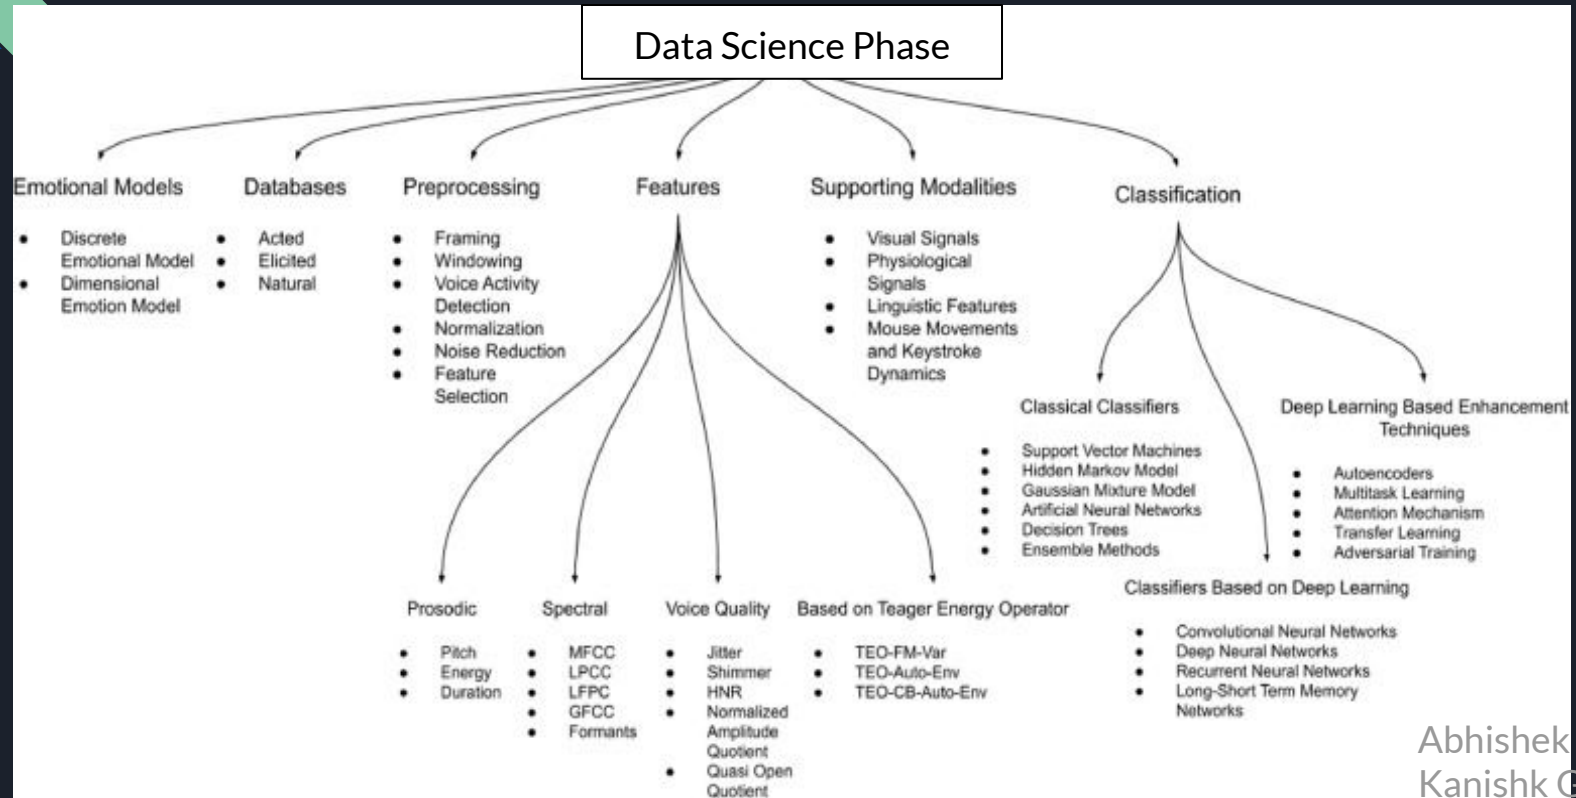 Data Science Phase
Emotional Models
● Discrete
Emotional Model
● Dimensional
Emotion Model
Databases
● Acted
● Elicited
● Natural
Preprocessing
● Framing
● Windowing
● Voice Activity
Detection
● Normalization
● Noise Reduction
● Feature
Selection
Features
Supporting Modalities
● Visual Signals
● Physiological
Signals
● Linguistic Features
● Mouse Movements
and Keystroke
Dynamics
Classification
Classical Classifiers
● Support Vector Machines
● Hidden Markov Model
● Gaussian Mixture Model
● Artificial Neural Networks
● Decision Trees
● Ensemble Methods
Deep Learning Based Enhancement
Techniques
● Autoencoders
● Multitask Learning
● Attention Mechanism
● Transfer Learning
● Adversarial Training
Classifiers Based on Deep Learning
● Convolutional Neural Networks
● Deep Neural Networks
● Recurrent Neural Networks
● Long-Short Term Memory
Networks
Prosodic
● Pitch
● Energy
● Duration
Spectral
● MFCC
● LPCC
● LFPC
● GFCC
● Formants
Voice Quality
● Jitter
● Shimmer
● HNR
● Normalized
Amplitude
Quotient
● Quasi Open
Quotient
Based on Teager Energy Operator
● TEO-FM-Var
● TEO-Auto-Env
● TEO-CB-Auto-Env
Abhishek
Kanishk